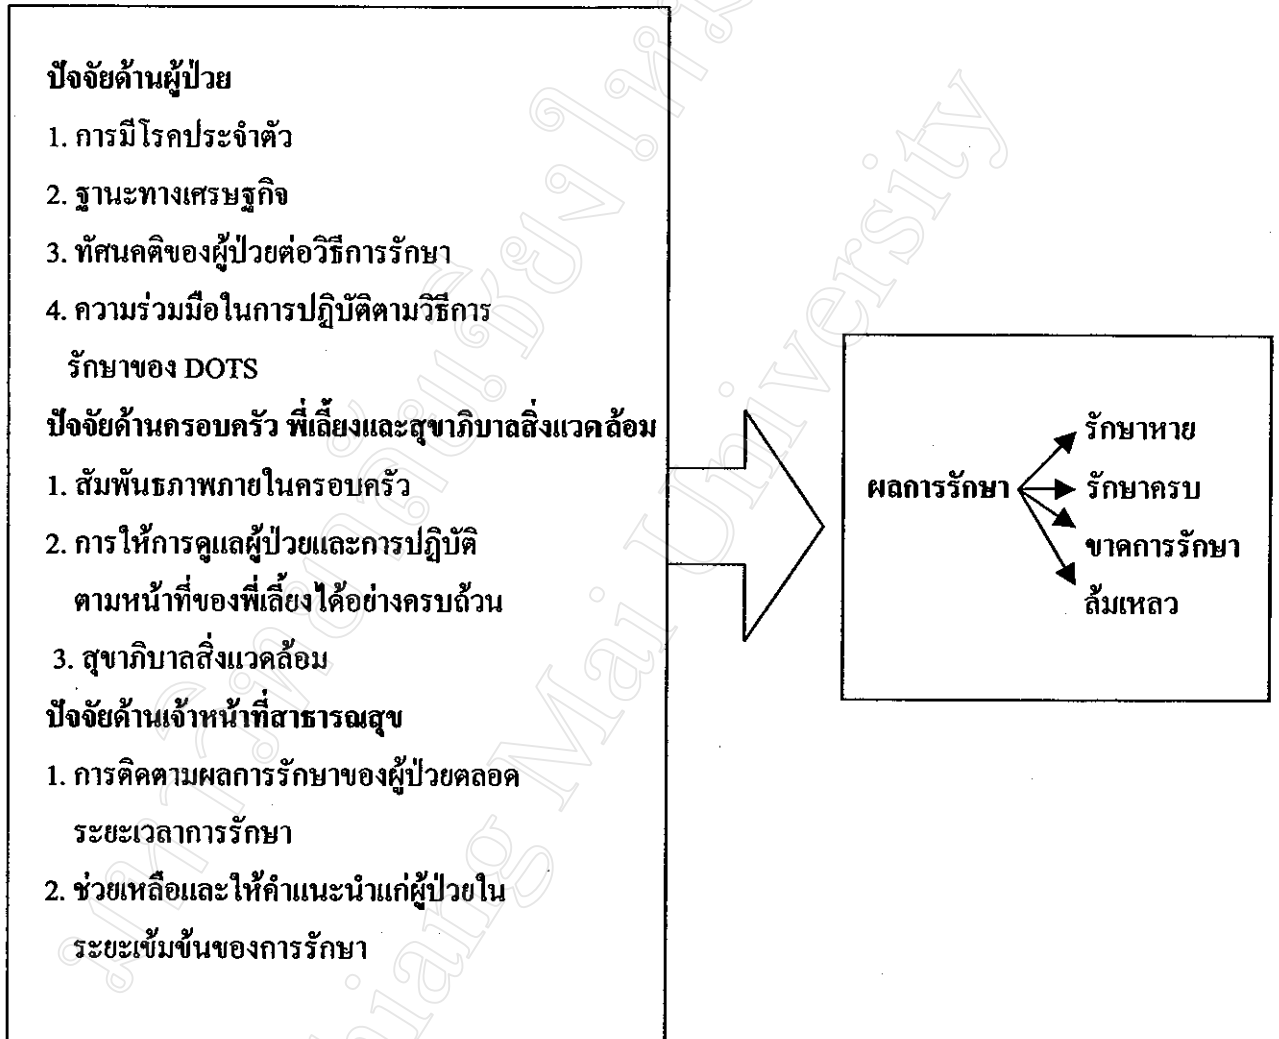 ปัจจัยด้านผู้ป่วย
1. การมีโรคประจำตัว
2. ฐานะทางเศรษฐกิจ
3. ทัศนคติของผู้ป่วยต่อวิธีการรักษา
4. ความร่วมมือในการปฏิบัติตามวิธีการ
รักษาของ DOTS
ปัจจัยด้านครอบครัว พี่เลี้ยงและสุขาภิบาลสิ่งแวดล้อม
1. สัมพันธภาพภายในครอบครัว
2. การให้การดูแลผู้ป่วยและการปฏิบัติ
ตามหน้าที่ของพี่เลี้ยงได้อย่างครบถ้วน
3. สุขาภิบาลสิ่งแวดล้อม
ปัจจัยด้านเจ้าหน้าที่สาธารณสุข
1. การติดตามผลการรักษาของผู้ป่วยตลอด
ระยะเวลาการรักษา
2. ช่วยเหลือและให้คำแนะนำแก่ผู้ป่วยใน
ระยะเข้มข้นของการรักษา
ผลการรักษา
รักษาหาย
รักษาครบ
ขาดการรักษา
ล้มเหลว
มหาวิทยาลัยเชียงใหม่
Chiang Mai University